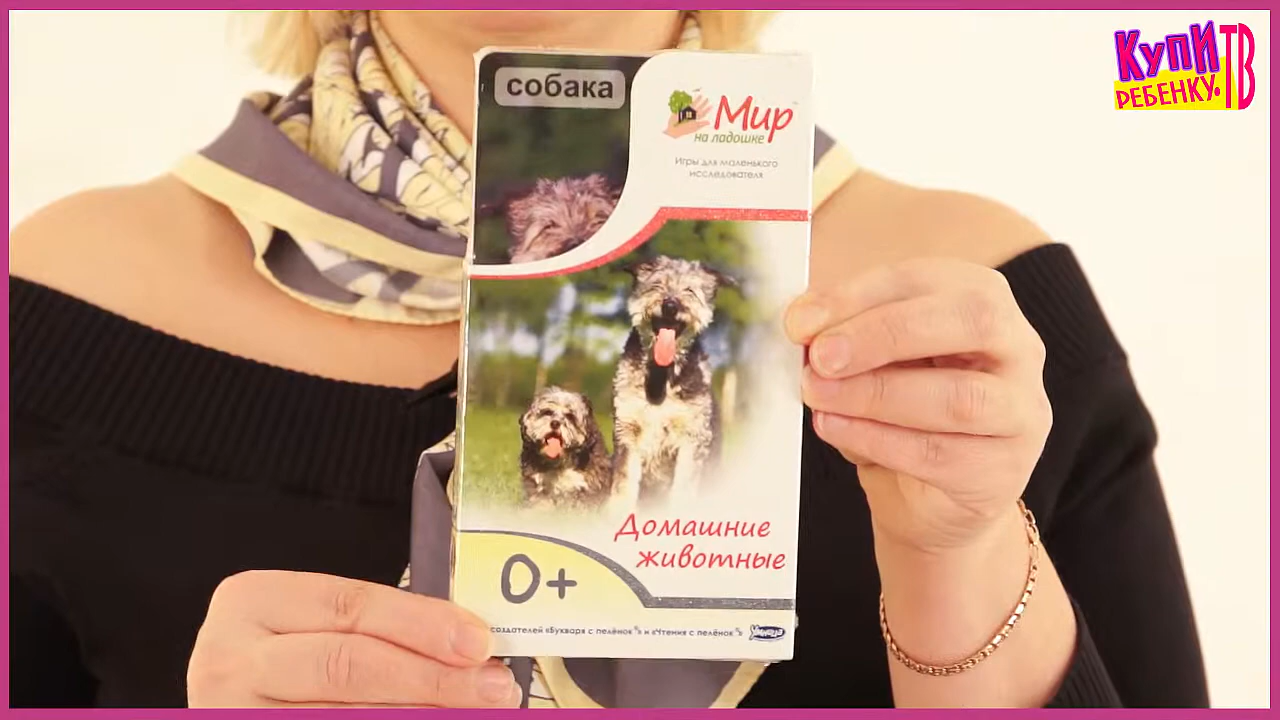 собака
Мир
на ладошке
Игры для маленького
исследователя
Домашние
животные
0+
создателей «Букваря с пелёнок ®» и «Чтения с пелёнок ®» Умница
КУПИ
РЕБЕНКУ.ТВ